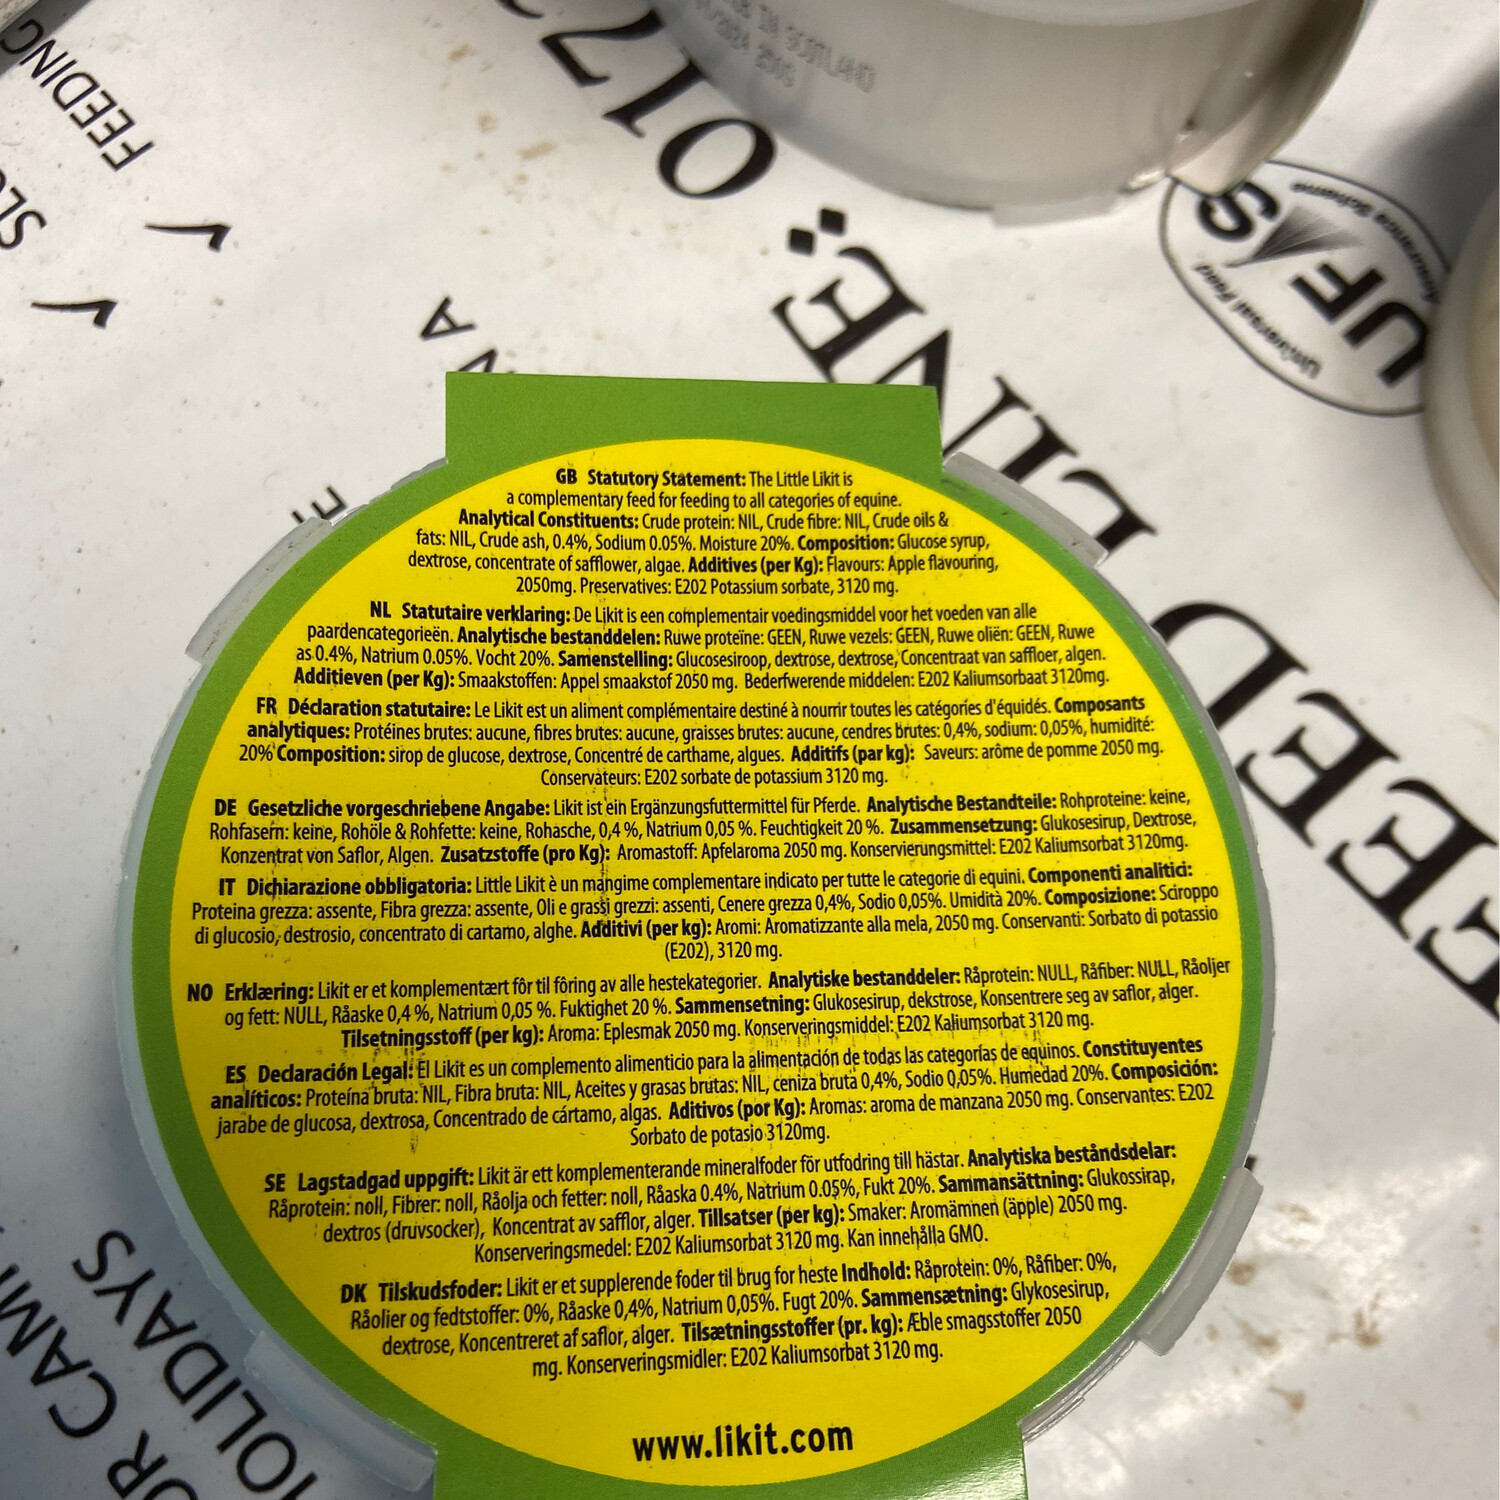 FEEDING
017
MADE IN SCOTLAND
UFAS
Universal Feed
Assurance Scheme
FEED LINE:
GB Statutory Statement: The Little Likit is
a complementary feed for feeding to all categories of equine.
Analytical Constituents: Crude protein: NIL, Crude fibre: NIL, Crude oils &
fats: NIL, Crude ash, 0.4%, Sodium 0.05%. Moisture 20%. Composition: Glucose syrup,
dextrose, concentrate of safflower, algae. Additives (per Kg): Flavours: Apple flavouring,
2050mg. Preservatives: E202 Potassium sorbate, 3120 mg.
NL Statutaire verklaring: De Likit is een complementair voedingsmiddel voor het voeden van alle
paardencategorieën. Analytische bestanddelen: Ruwe proteïne: GEEN, Ruwe vezels: GEEN, Ruwe oliën: GEEN, Ruwe
as 0.4%, Natrium 0.05%. Vocht 20%. Samenstelling: Glucosesiroop, dextrose, dextrose, Concentraat van saffloer, algen.
Additieven (per Kg): Smaakstoffen: Appel smaakstof 2050 mg. Bederfwerende middelen: E202 Kaliumsorbaat 3120mg.
FR Déclaration statutaire: Le Likit est un aliment complémentaire destiné à nourrir toutes les catégories d'équidés. Composants
analytiques: Protéines brutes: aucune, fibres brutes: aucune, graisses brutes: aucune, cendres brutes: 0,4%, sodium: 0,05%, humidité:
20% Composition: sirop de glucose, dextrose, Concentré de carthame, algues. Additifs (par kg): Saveurs: arôme de pomme 2050 mg.
Conservateurs: E202 sorbate de potassium 3120 mg.
DE Gesetzliche vorgeschriebene Angabe: Likit ist ein Ergänzungsfuttermittel für Pferde. Analytische Bestandteile: Rohproteine: keine,
Rohfasern: keine, Rohöle & Rohfette: keine, Rohasche, 0,4 %, Natrium 0,05 %. Feuchtigkeit 20 %. Zusammensetzung: Glukosesirup, Dextrose,
Konzentrat von Saflor, Algen. Zusatzstoffe (pro Kg): Aromastoff: Apfelaroma 2050 mg. Konservierungsmittel: E202 Kaliumsorbat 3120mg.
IT Dichiarazione obbligatoria: Little Likit è un mangime complementare indicato per tutte le categorie di equini. Componenti analitici:
Proteina grezza: assente, Fibra grezza: assente, Oli e grassi grezzi: assenti, Cenere grezza 0,4%, Sodio 0,05%. Umidità 20%. Composizione: Sciroppo
di glucosio, destrosio, concentrato di cartamo, alghe. Additivi (per kg): Aromi: Aromatizzante alla mela, 2050 mg. Conservanti: Sorbato di potassio
(E202), 3120 mg.
NO Erklæring: Likit er et komplementært fôr til fôring av alle hestekategorier. Analytiske bestanddeler: Råprotein: NULL, Råfiber: NULL, Råoljer
og fett: NULL, Råaske 0,4 %, Natrium 0,05 %. Fuktighet 20 %. Sammensetning: Glukosesirup, dekstrose, Konsentrere seg av saflor, alger.
Tilsetningsstoff (per kg): Aroma: Eplesmak 2050 mg. Konserveringsmiddel: E202 Kaliumsorbat 3120 mg.
ES Declaración Legal: El Likit es un complemento alimenticio para la alimentación de todas las categorías de equinos. Constituyentes
analíticos: Proteína bruta: NIL, Fibra bruta: NIL, Aceites y grasas brutas: NIL, ceniza bruta 0,4%, Sodio 0,05%. Humedad 20%. Composición:
jarabe de glucosa, dextrosa, Concentrado de cártamo, algas. Aditivos (por Kg): Aromas: aroma de manzana 2050 mg. Conservantes: E202
Sorbato de potasio 3120mg.
SE Lagstadgad uppgift: Likit är ett komplementerande mineralfoder för utfodring till hästar. Analytiska beståndsdelar:
Råprotein: noll, Fibrer: noll, Råolja och fetter: noll, Råaska 0.4%, Natrium 0.05%, Fukt 20%. Sammansättning: Glukossirap,
dextros (druvsocker), Koncentrat av safflor, alger. Tillsatser (per kg): Smaker: Aromämnen (äpple) 2050 mg.
Konserveringsmedel: E202 Kaliumsorbat 3120 mg. Kan innehålla GMO.
DK Tilskudsfoder: Likit er et supplerende foder til brug for heste Indhold: Råprotein: 0%, Råfiber: 0%,
Råolier og fedtstoffer: 0%, Råaske 0,4%, Natrium 0,05%. Fugt 20%. Sammensætning: Glykosesirup,
dextrose, Koncentreret af saflor, alger. Tilsætningsstoffer (pr. kg): Æble smagsstoffer 2050
mg. Konserveringsmidler: E202 Kaliumsorbat 3120 mg.
www.likit.com
HOLIDAYS